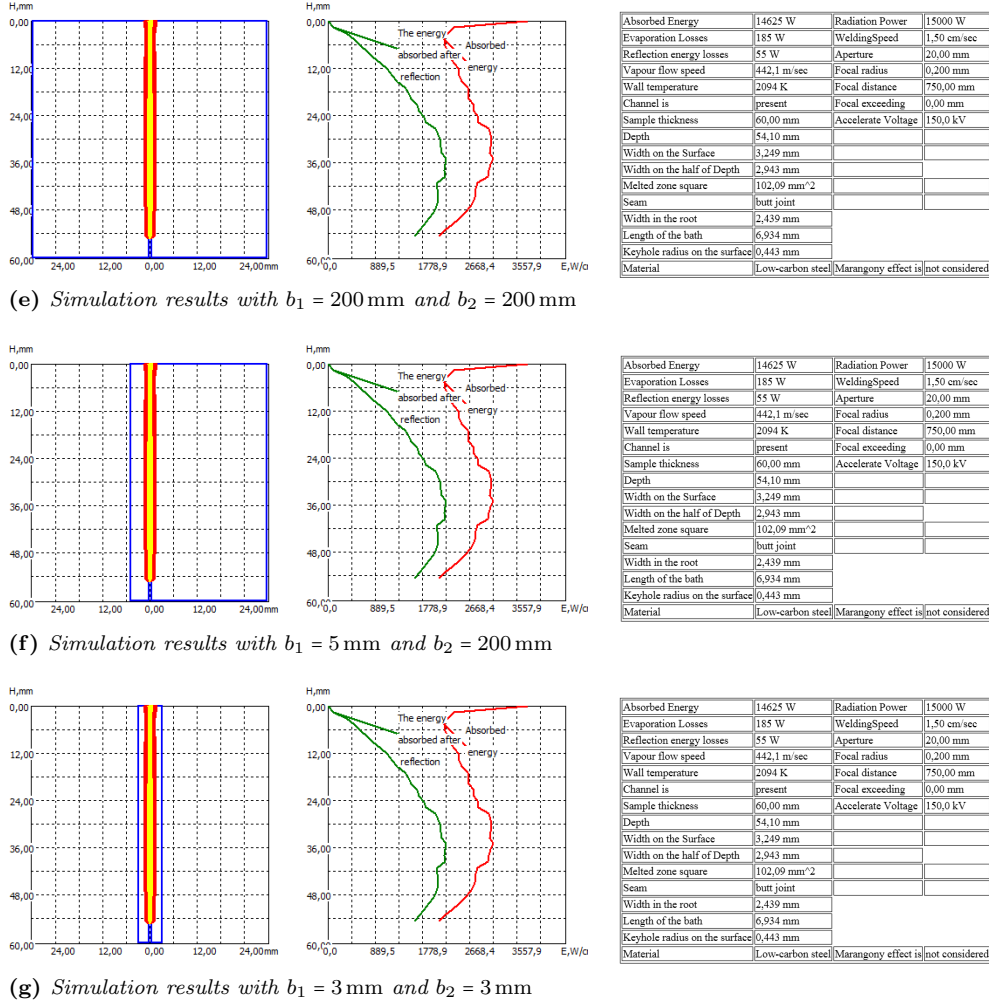 H,mm
0,00
12,00
24,00
36,00
48,00
60,00
24,00 12,00 0,00 12,00 24,00mm
H,mm
0,00
12,00
24,00
36,00
48,00
60,00
0,0 889,5 1778,9 2668,4 3557,9 E,W/c
The energy
absorbed after
reflection
Absorbed
energy
Absorbed Energy 14625 W Radiation Power 15000 W
Evaporation Losses 185 W WeldingSpeed 1,50 cm/sec
Reflection energy losses 55 W Aperture 20,00 mm
Vapour flow speed 442,1 m/sec Focal radius 0,200 mm
Wall temperature 2094 K Focal distance 750,00 mm
Channel is present Focal exceeding 0,00 mm
Sample thickness 60,00 mm Accelerate Voltage 150,0 kV
Depth 54,10 mm
Width on the Surface 3,249 mm
Width on the half of Depth 2,943 mm
Melted zone square 102,09 mm^2
Seam butt joint
Width in the root 2,439 mm
Length of the bath 6,934 mm
Keyhole radius on the surface 0,443 mm
Material Low-carbon steel Marangony effect is not considered
(e) Simulation results with b₁ = 200 mm and b₂ = 200 mm
H,mm
0,00
12,00
24,00
36,00
48,00
60,00
24,00 12,00 0,00 12,00 24,00mm
H,mm
0,00
12,00
24,00
36,00
48,00
60,00
0,0 889,5 1778,9 2668,4 3557,9 E,W/c
The energy
absorbed after
reflection
Absorbed
energy
Absorbed Energy 14625 W Radiation Power 15000 W
Evaporation Losses 185 W WeldingSpeed 1,50 cm/sec
Reflection energy losses 55 W Aperture 20,00 mm
Vapour flow speed 442,1 m/sec Focal radius 0,200 mm
Wall temperature 2094 K Focal distance 750,00 mm
Channel is present Focal exceeding 0,00 mm
Sample thickness 60,00 mm Accelerate Voltage 150,0 kV
Depth 54,10 mm
Width on the Surface 3,249 mm
Width on the half of Depth 2,943 mm
Melted zone square 102,09 mm^2
Seam butt joint
Width in the root 2,439 mm
Length of the bath 6,934 mm
Keyhole radius on the surface 0,443 mm
Material Low-carbon steel Marangony effect is not considered
(f) Simulation results with b₁ = 5 mm and b₂ = 200 mm
H,mm
0,00
12,00
24,00
36,00
48,00
60,00
24,00 12,00 0,00 12,00 24,00mm
H,mm
0,00
12,00
24,00
36,00
48,00
60,00
0,0 889,5 1778,9 2668,4 3557,9 E,W/c
The energy
absorbed after
reflection
Absorbed
energy
Absorbed Energy 14625 W Radiation Power 15000 W
Evaporation Losses 185 W WeldingSpeed 1,50 cm/sec
Reflection energy losses 55 W Aperture 20,00 mm
Vapour flow speed 442,1 m/sec Focal radius 0,200 mm
Wall temperature 2094 K Focal distance 750,00 mm
Channel is present Focal exceeding 0,00 mm
Sample thickness 60,00 mm Accelerate Voltage 150,0 kV
Depth 54,10 mm
Width on the Surface 3,249 mm
Width on the half of Depth 2,943 mm
Melted zone square 102,09 mm^2
Seam butt joint
Width in the root 2,439 mm
Length of the bath 6,934 mm
Keyhole radius on the surface 0,443 mm
Material Low-carbon steel Marangony effect is not considered
(g) Simulation results with b₁ = 3 mm and b₂ = 3 mm